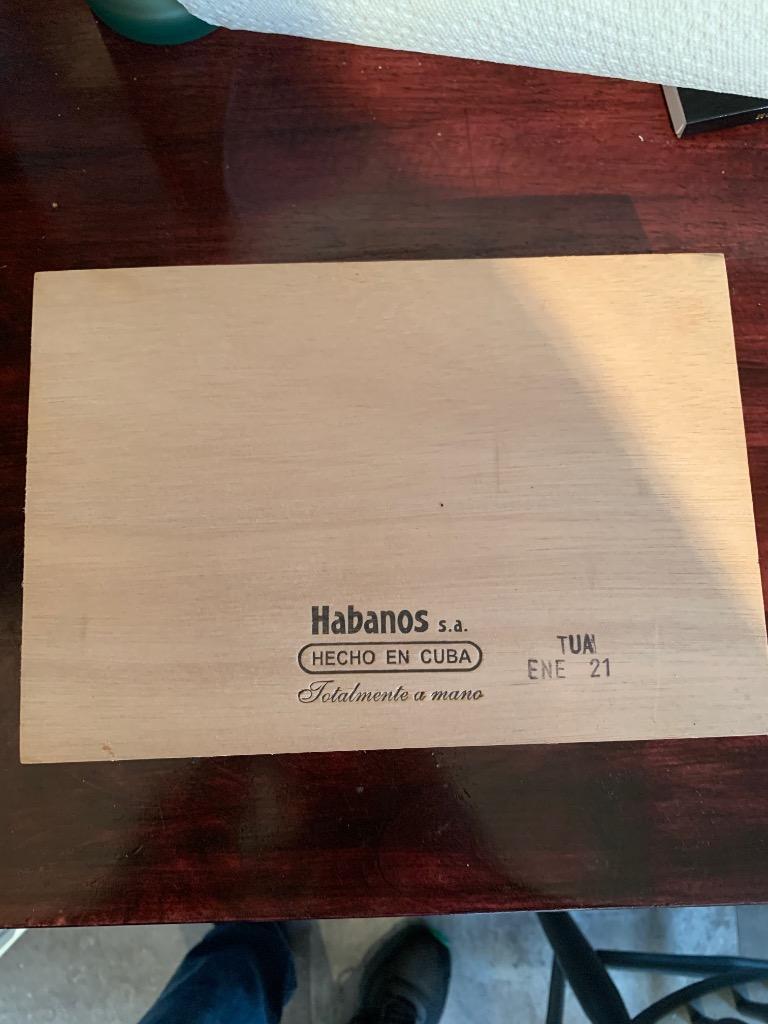 Habanos s.a.
HECHO EN CUBA
Totalmente a mano
TUA
ENE 21